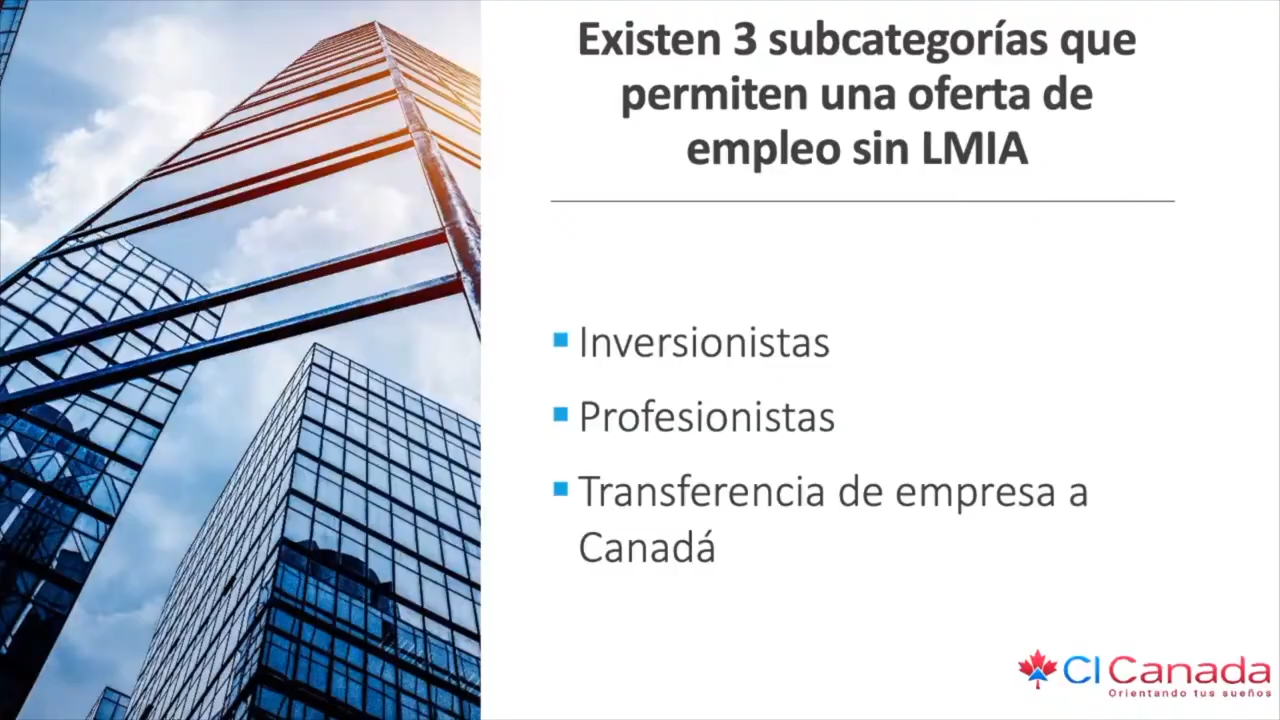 Existen 3 subcategorías que
permiten una oferta de
empleo sin LMIA
Inversionistas
Profesionistas
Transferencia de empresa a
Canadá
CI Canada
Orientando tus sueños